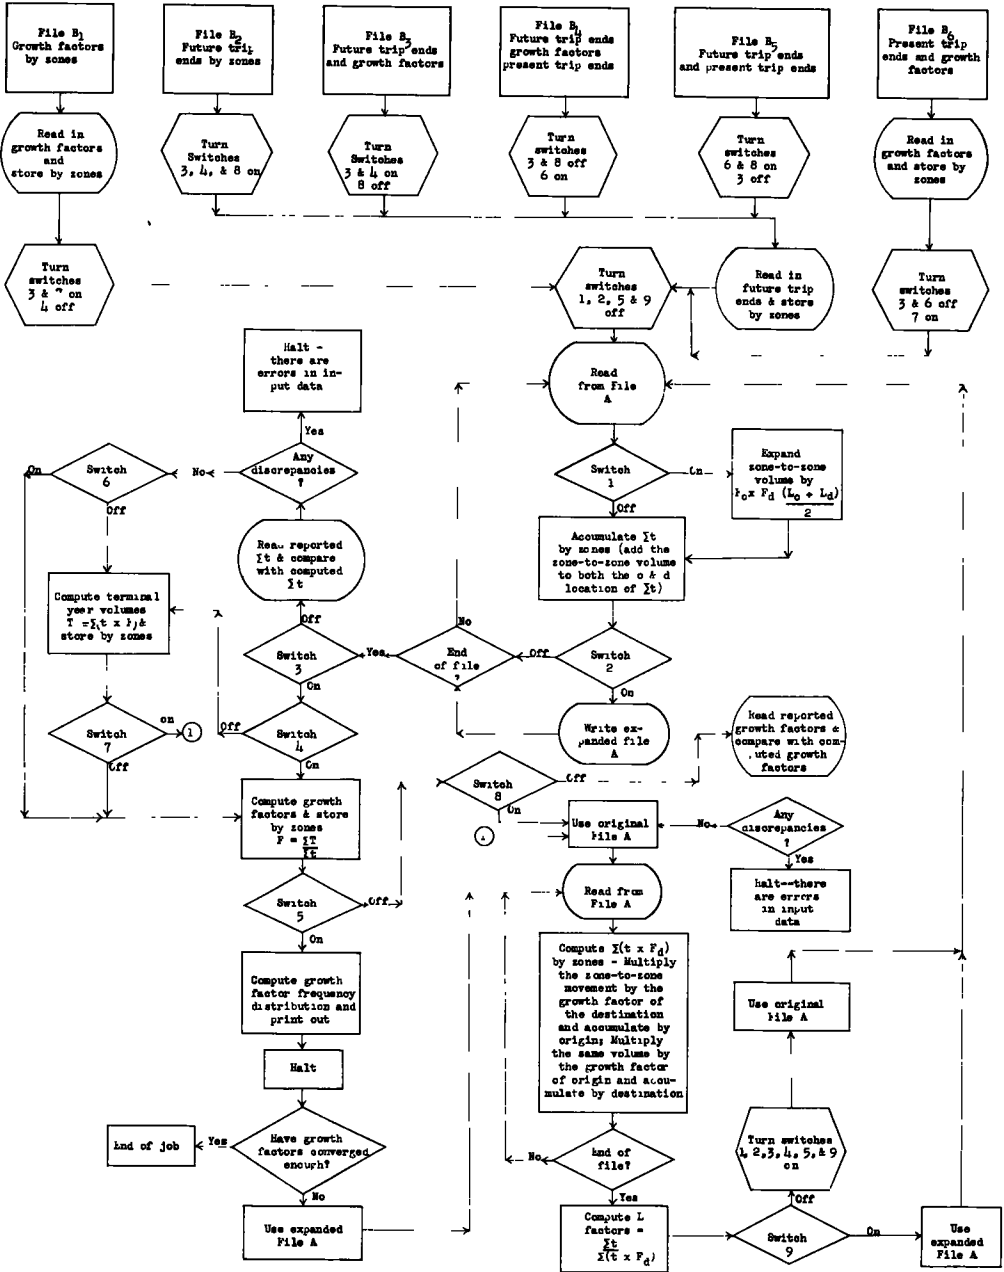 File B1
Growth factors
by zones
File B2
Future trip
ends by zones
File B3
Future trip ends
and growth factors
File B4
Future trip ends
growth factors
present trip ends
File B5
Future trip ends
and present trip ends
File B6
Present trip
ends and growth
factors
Read in
growth factors
and
store by zones
Turn
Switches
3, 4, & 8 on
Turn
Switches
3 & 4 on
8 off
Turn
switches
3 & 8 off
6 on
Turn
switches
6 & 8 on
3 off
Read in
growth factors
and store by
zones
Turn
switches
3 & on
4 off
Turn
switches
1, 2, 5 & 9
off
Read in
future trip
ends & store
by zones
Turn
switches
3 & 6 off
7 on
Halt -
there are
errors in in-
put data
Read
from File
A
Yes
On
Switch
6
No
Any
discrepancies
?
Switch
1
On
Expand
zone-to-zone
volume by
x Fd (Lo + Ld)
2
Off
Off
Read reported
Σt & compare
with computed
Σt
Accumulate Σt
by zones (add the
zone-to-zone volume
to both the o & d
location of Σt)
Compute terminal
year volumes
T = Σ(t x &
store by zones
Off
No
Switch
3
Yes
End
of file
?
Off
Switch
2
On
On
Switch
7
on
1
Off
Switch
4
Write ex-
panded file
A
Read reported
growth factors &
compare with com-
puted growth
factors
Off
On
Switch
8
Off
On
Compute growth
factors & store
by zones
F = ΣT
Σt
Use original
File A
No
Any
discrepancies
?
Yes
Switch
5
Off
Read from
File A
Halt--there
are errors
in input
data
On
Compute growth
factor frequency
distribution and
print out
Compute Σ(t x Fd)
by zones - Multiply
the zone-to-zone
movement by the
growth factor of
the destination
and accumulate by
origin; Multiply
the same volume by
the growth factor
of origin and accu-
mulate by destination
Use original
File A
Halt
End of job
Yes
Have growth
factors converged
enough?
No
End of
file?
Turn switches
1, 2, 3, 4, 5, & 9
on
No
Yes
Off
Use expanded
File A
Compute L
factors =
Σt
Σ(t x Fd)
Switch
9
On
Use
expanded
File A